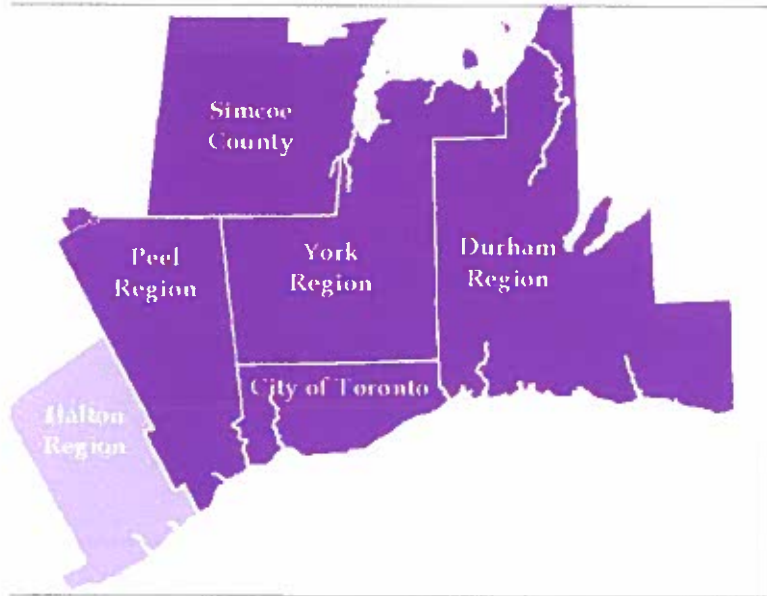 Simcoe
County
Peel
Region
York
Region
Durham
Region
City of Toronto
Halton
Region